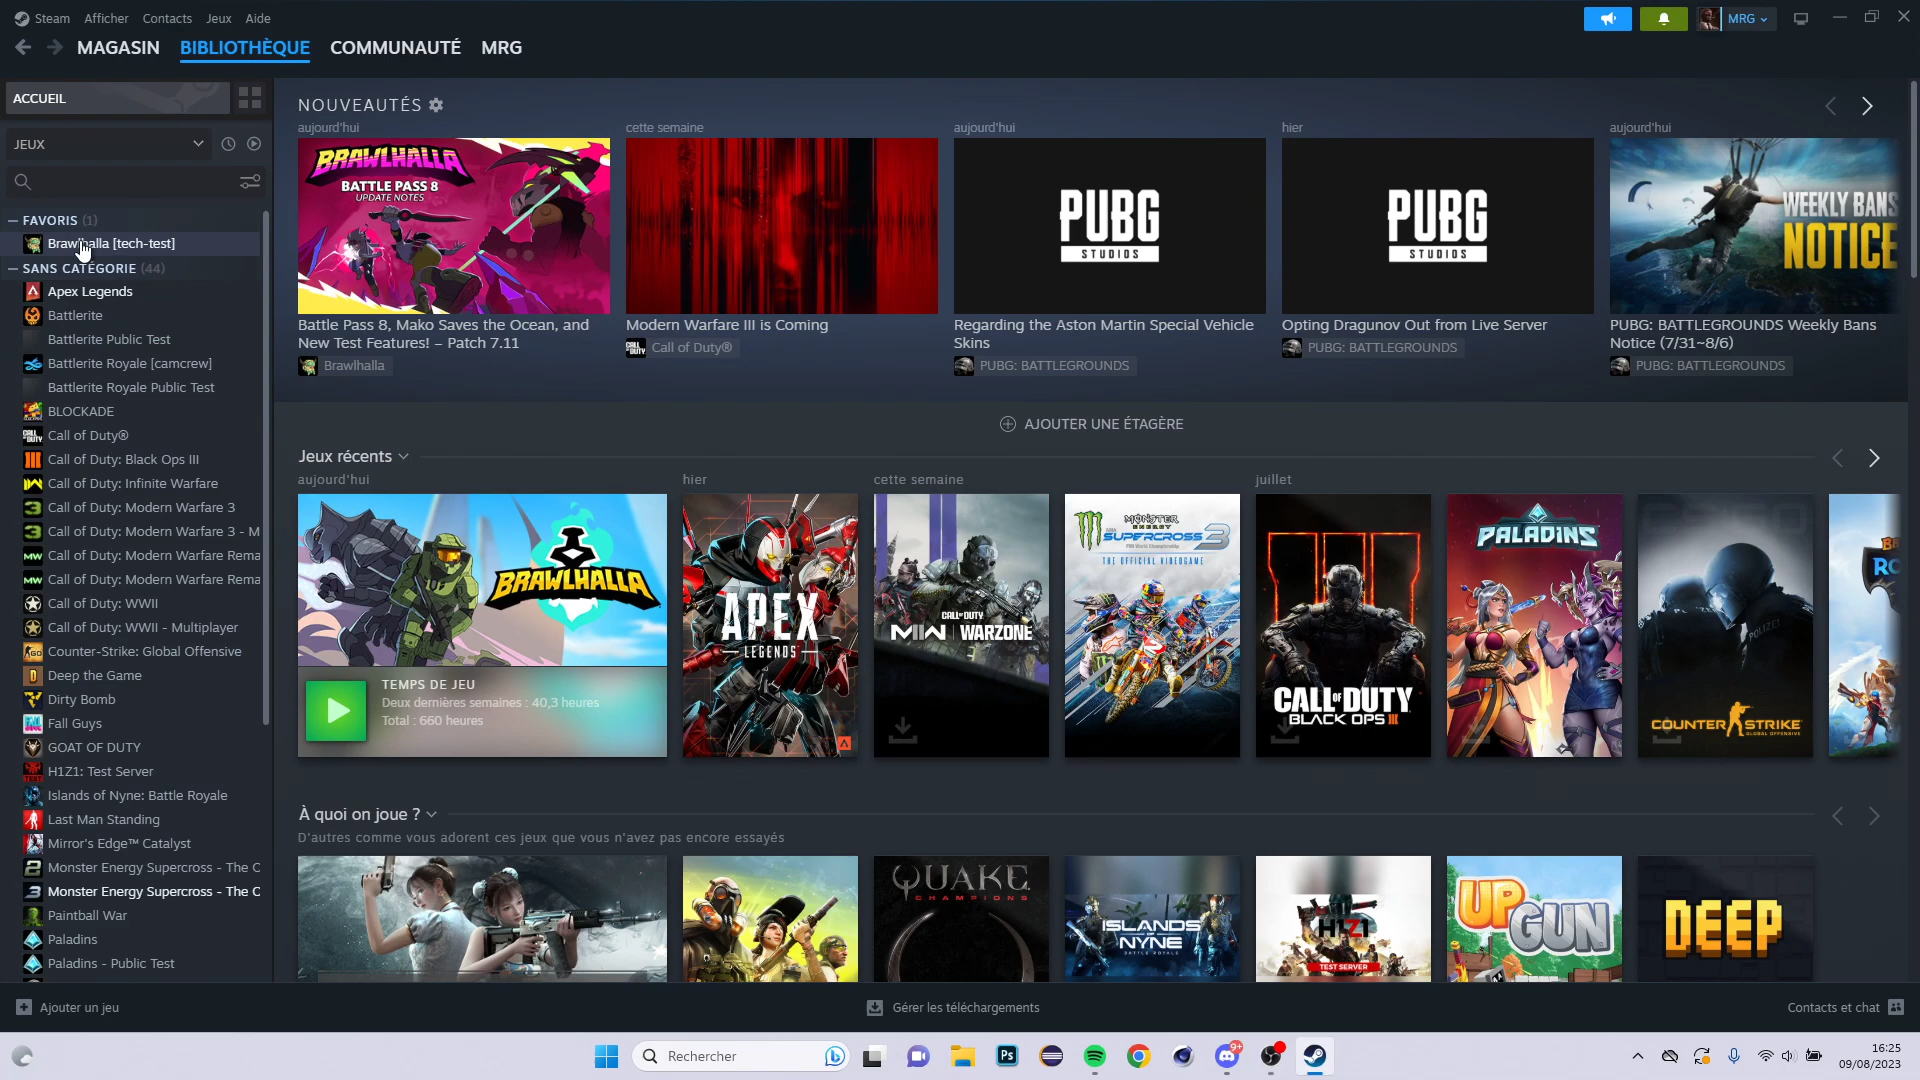 Steam Afficher Contacts Jeux Aide
MRG
MAGASIN BIBLIOTHÈQUE COMMUNAUTÉ MRG
ACCUEIL
JEUX
— FAVORIS (1)
Brawlhalla [tech-test]
— SANS CATÉGORIE (44)
Apex Legends
Battlerite
Battlerite Public Test
Battlerite Royale [camcrew]
Battlerite Royale Public Test
BLOCKADE
Call of Duty®
Call of Duty: Black Ops III
Call of Duty: Infinite Warfare
Call of Duty: Modern Warfare 3
Call of Duty: Modern Warfare 3 - M
Call of Duty: Modern Warfare Rema
Call of Duty: Modern Warfare Rema
Call of Duty: WWII
Call of Duty: WWII - Multiplayer
Counter-Strike: Global Offensive
Deep the Game
Dirty Bomb
Fall Guys
GOAT OF DUTY
H1Z1: Test Server
Islands of Nyne: Battle Royale
Last Man Standing
Mirror's Edge™ Catalyst
Monster Energy Supercross - The O
Monster Energy Supercross - The O
Paintball War
Paladins
Paladins - Public Test
NOUVEAUTÉS
aujourd'hui
BRAWLHALLA
BATTLE PASS 8
UPDATE NOTES
Battle Pass 8, Mako Saves the Ocean, and
New Test Features! – Patch 7.11
Brawlhalla
cette semaine
Modern Warfare III is Coming
Call of Duty®
aujourd'hui
PUBG
STUDIOS
Regarding the Aston Martin Special Vehicle
Skins
PUBG: BATTLEGROUNDS
hier
PUBG
STUDIOS
Opting Dragunov Out from Live Server
PUBG: BATTLEGROUNDS
aujourd'hui
WEEKLY BANS
NOTICE
PUBG: BATTLEGROUNDS Weekly Bans
Notice (7/31~8/6)
PUBG: BATTLEGROUNDS
AJOUTER UNE ÉTAGÈRE
Jeux récents
aujourd'hui
BRAWLHALLA
TEMPS DE JEU
Deux dernières semaines : 40,3 heures
Total : 660 heures
hier
APEX
LEGENDS
cette semaine
CALL OF DUTY
MW WARZONE
MONSTER
ENERGY
SUPERCROSS 3
THE OFFICIAL VIDEOGAME
juillet
CALL OF DUTY
BLACK OPS III
PALADINS
POLIZEI
COUNTER STRIKE
GLOBAL OFFENSIVE
À quoi on joue ?
D'autres comme vous adorent ces jeux que vous n'avez pas encore essayés
QUAKE
CHAMPIONS
ISLANDS
OF
NYNE
BATTLE ROYALE
H1Z1
TEST SERVER
UP
GUN
DEEP
Ajouter un jeu
Gérer les téléchargements
Contacts et chat
Rechercher
Ps
9+
16:25
09/08/2023